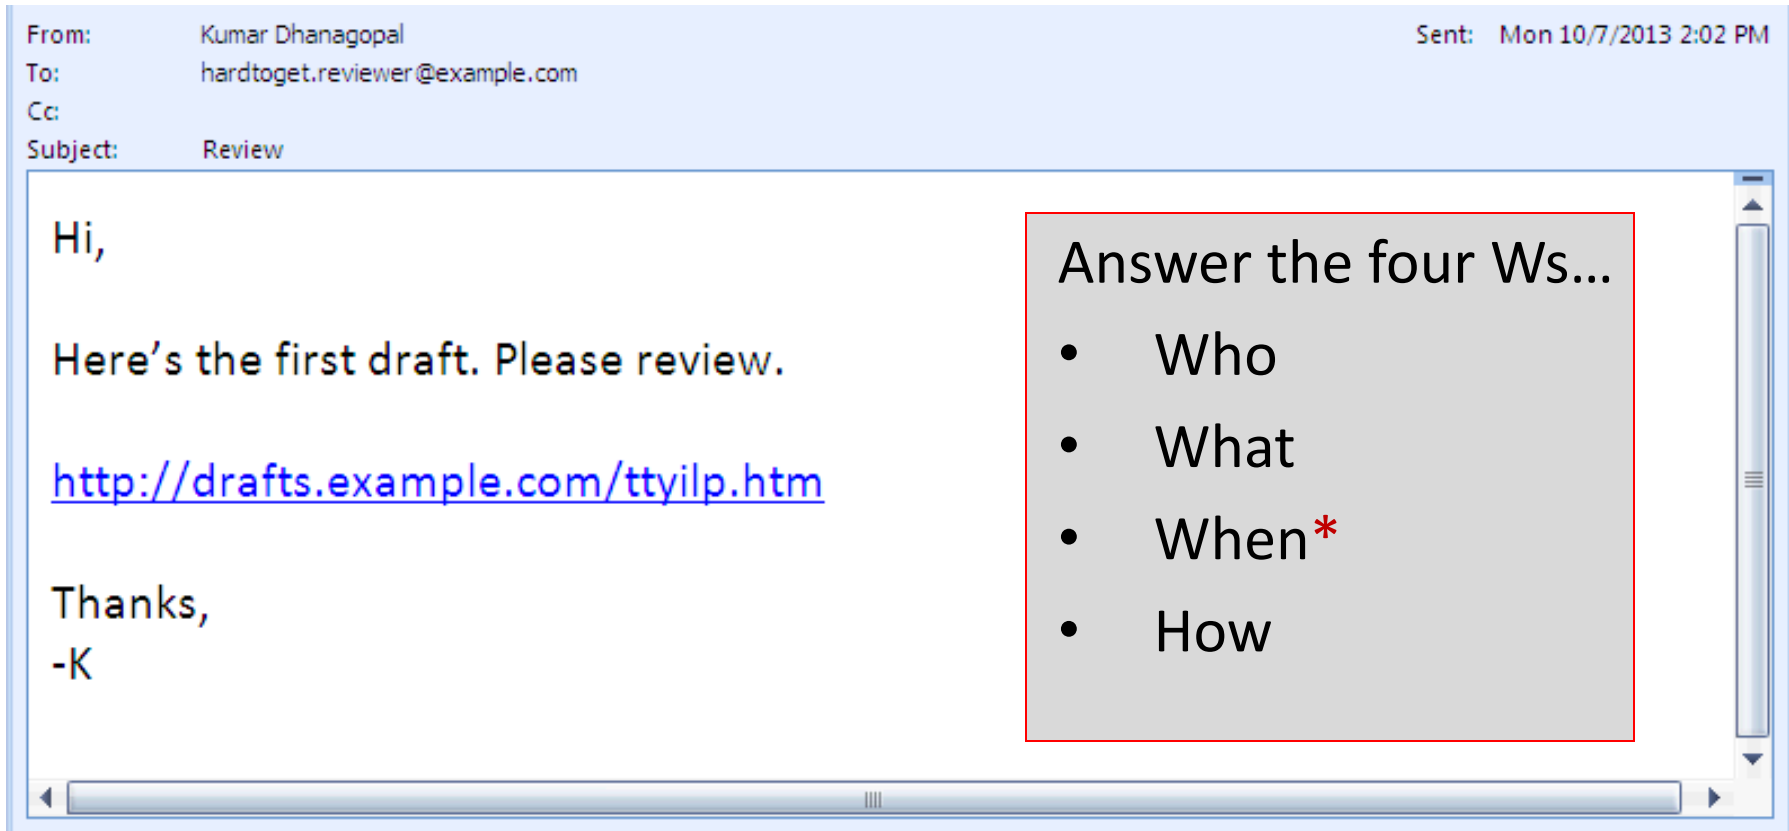 From: Kumar Dhanagopal Sent: Mon 10/7/2013 2:02 PM
To: hardtoget.reviewer@example.com
Cc:
Subject: Review
Hi,
Here’s the first draft. Please review.
http://drafts.example.com/ttyilp.htm
Thanks,
-K
Answer the four Ws...
• Who
• What
• When*
• How